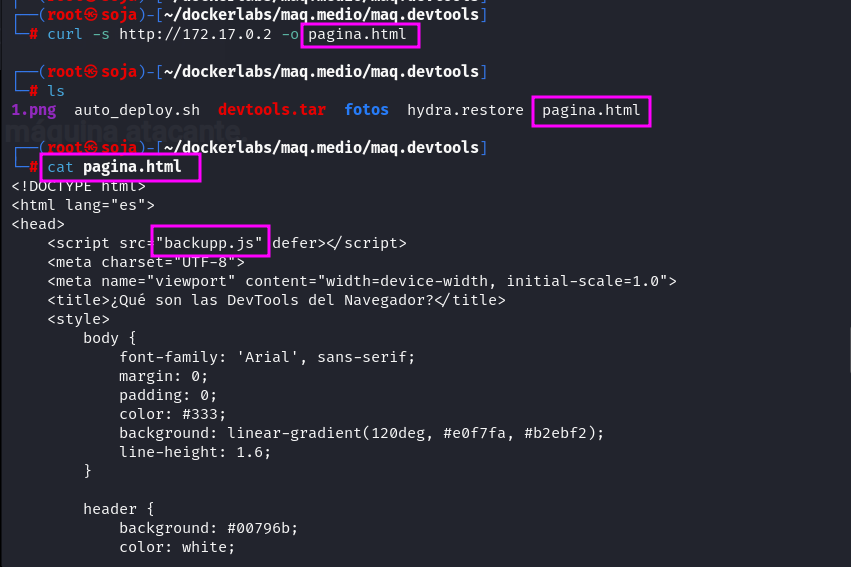 ┌──(root㉿soja)-[~/dockerlabs/maq.medio/maq.devtools]
└─# curl -s http://172.17.0.2 -o pagina.html
┌──(root㉿soja)-[~/dockerlabs/maq.medio/maq.devtools]
└─# ls
1.png  auto_deploy.sh  devtools.tar  fotos  hydra.restore  pagina.html
máquina atacante.
┌──(root㉿soja)-[~/dockerlabs/maq.medio/maq.devtools]
└─# cat pagina.html
<!DOCTYPE html>
<html lang="es">
<head>
    <script src="backupp.js" defer></script>
    <meta charset="UTF-8">
    <meta name="viewport" content="width=device-width, initial-scale=1.0">
    <title>¿Qué son las DevTools del Navegador?</title>
    <style>
        body {
            font-family: 'Arial', sans-serif;
            margin: 0;
            padding: 0;
            color: #333;
            background: linear-gradient(120deg, #e0f7fa, #b2ebf2);
            line-height: 1.6;
        }
        header {
            background: #00796b;
            color: white;